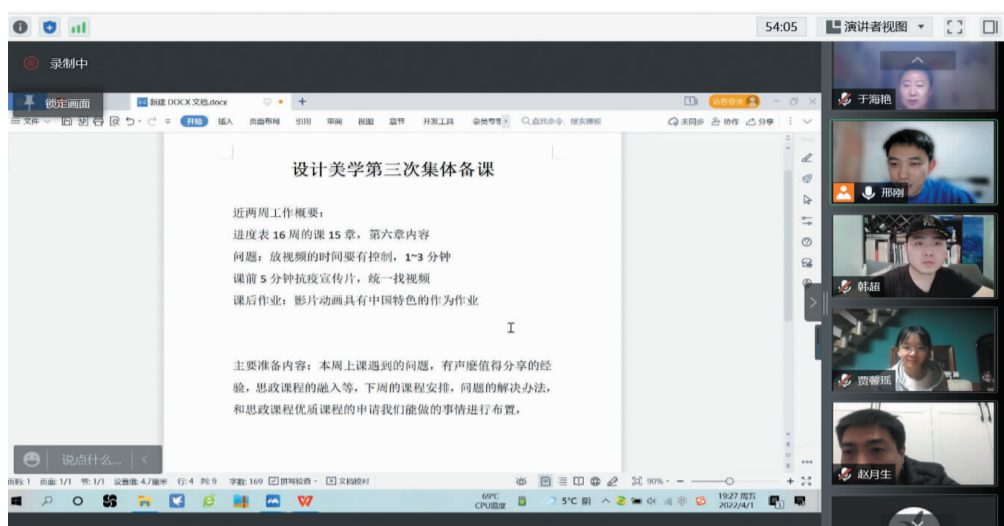 54:05
演讲者视图
录制中
锁定画面
新建 DOCX 文档.docx
文件
开始
插入
页面布局
引用
审阅
视图
章节
开发工具
会员专
查找命令、搜索模板
未同步
协作
分享
设计美学第三次集体备课
近两周工作概要：
进度表 16 周的课 15 章，第六章内容
问题：放视频的时间要有控制，1~3 分钟
课前 5 分钟抗疫宣传片，统一找视频
课后作业：影片动画具有中国特色的作为作业
主要准备内容：本周上课遇到的问题，有声麽值得分享的经
验，思政课程的融入等，下周的课程安排，问题的解决办法，
和思政课程优质课程的申请我们能做的事情进行布置，
于海艳
邢刚
韩超
贾馨瑶
赵月生
说点什么...
页码: 1 页面: 1/1 节: 1/1 设置值: 4.7厘米 行: 4 列: 9 字数: 169 拼写检查 文档校对
90%
69℃
CPU温度
5°C 阴
19:27 周五
2022/4/1